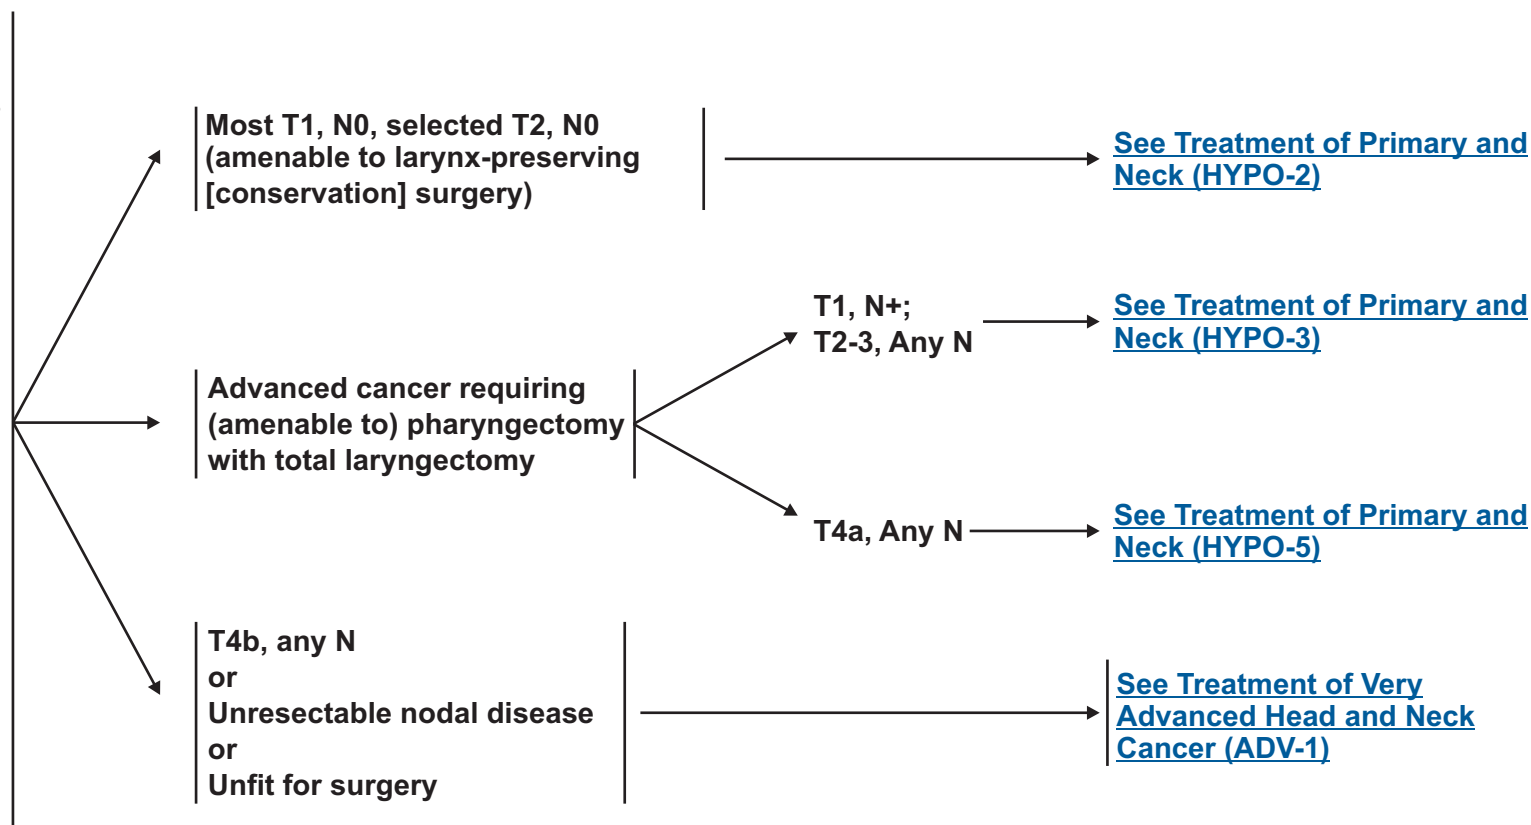 Most T1, N0, selected T2, N0
(amenable to larynx-preserving
[conservation] surgery)
See Treatment of Primary and
Neck (HYPO-2)
Advanced cancer requiring
(amenable to) pharyngectomy
with total laryngectomy
T1, N+;
T2-3, Any N
See Treatment of Primary and
Neck (HYPO-3)
T4a, Any N
See Treatment of Primary and
Neck (HYPO-5)
T4b, any N
or
Unresectable nodal disease
or
Unfit for surgery
See Treatment of Very
Advanced Head and Neck
Cancer (ADV-1)